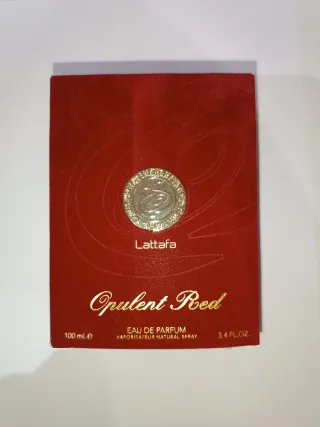 Lattafa
Opulent Red
100 ml.e EAU DE PARFUM 3.4 FL.OZ.
VAPORISATEUR NATURAL SPRAY